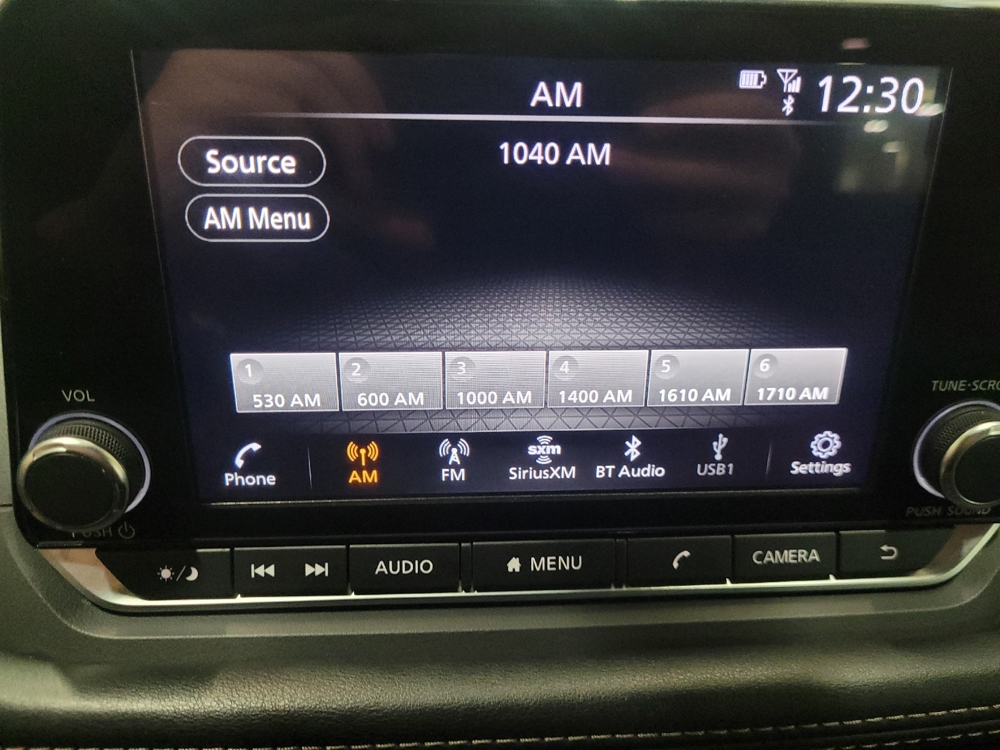 AM
12:30
1040 AM
Source
AM Menu
1 2 3 4 5 6
530 AM 600 AM 1000 AM 1400 AM 1610 AM 1710 AM
VOL
TUNE·SCRO
sxm
Phone AM FM SiriusXM BT Audio USB1 Settings
PUSH
PUSH SOUND
AUDIO MENU CAMERA